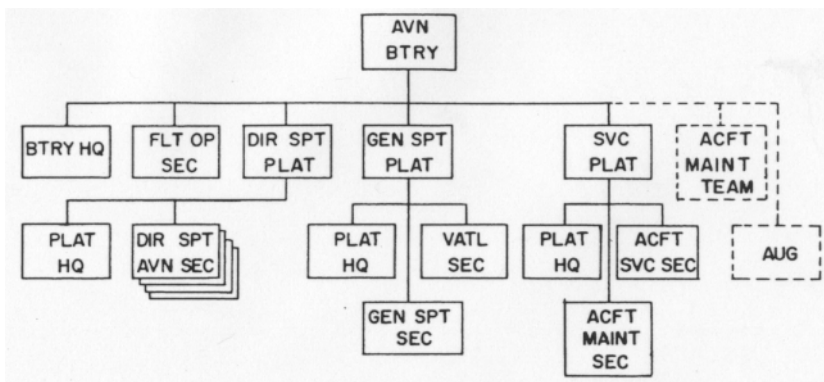 AVN
BTRY
BTRY HQ
FLT OP
SEC
DIR SPT
PLAT
GEN SPT
PLAT
SVC
PLAT
ACFT
MAINT
TEAM
PLAT
HQ
DIR SPT
AVN SEC
PLAT
HQ
VATL
SEC
PLAT
HQ
ACFT
SVC SEC
AUG
GEN SPT
SEC
ACFT
MAINT
SEC